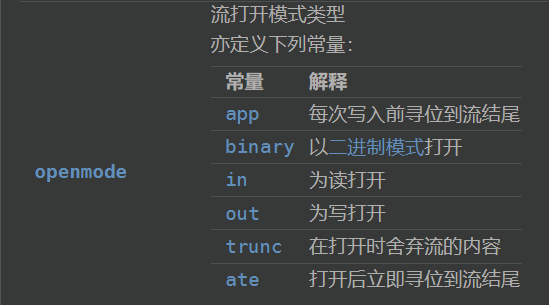 流打开模式类型
亦定义下列常量：
常量 解释
app 每次写入前寻位到流结尾
binary 以二进制模式打开
openmode
in 为读打开
out 为写打开
trunc 在打开时舍弃流的内容
ate 打开后立即寻位到流结尾